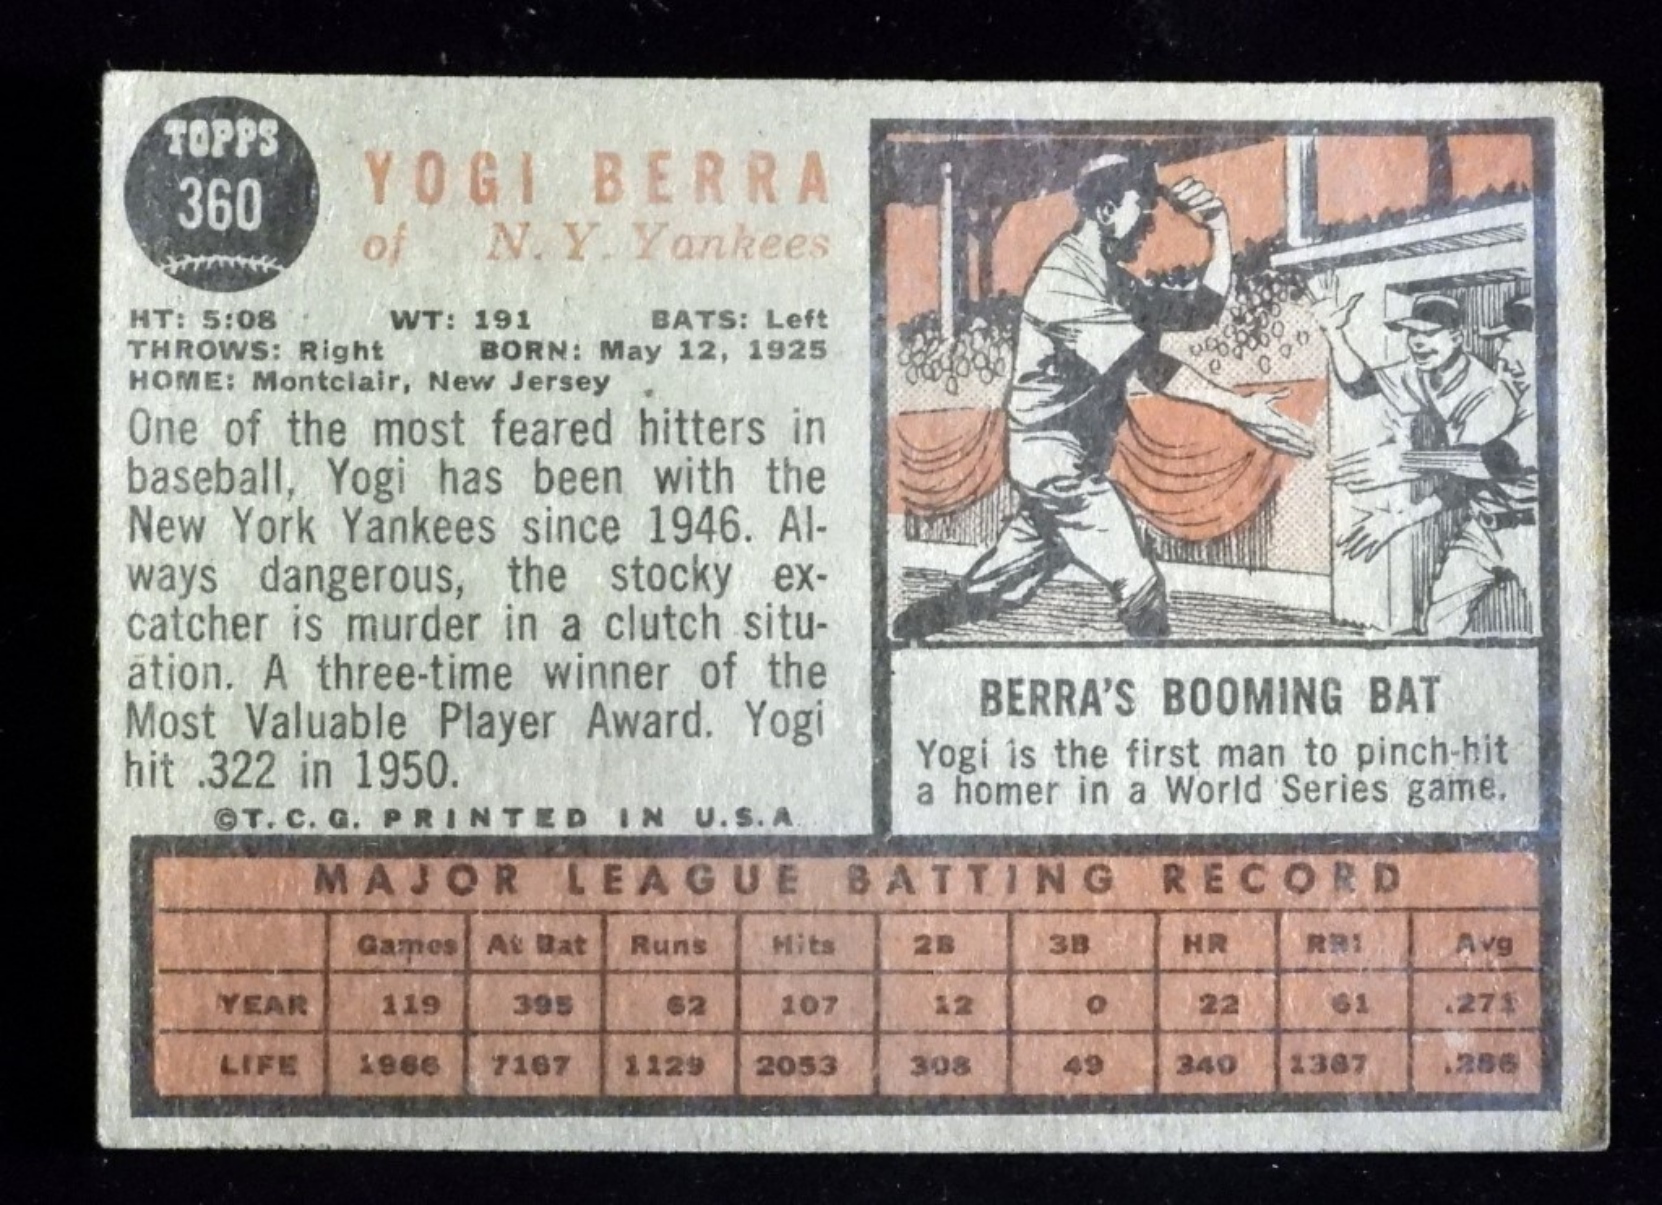 TOPPS
360
YOGI BERRA
of N. Y. Yankees
HT: 5:08 WT: 191 BATS: Left
THROWS: Right BORN: May 12, 1925
HOME: Montclair, New Jersey
One of the most feared hitters in
baseball, Yogi has been with the
New York Yankees since 1946. Al-
ways dangerous, the stocky ex-
catcher is murder in a clutch situ-
ation. A three-time winner of the
Most Valuable Player Award. Yogi
hit .322 in 1950.
©T. C. G. PRINTED IN U.S.A.
BERRA'S BOOMING BAT
Yogi is the first man to pinch-hit
a homer in a World Series game.
MAJOR LEAGUE BATTING RECORD
Games At Bat Runs Hits 2B 3B HR RBI Avg
YEAR 119 395 62 107 12 0 22 61 .271
LIFE 1966 7167 1129 2053 308 49 340 1367 .286